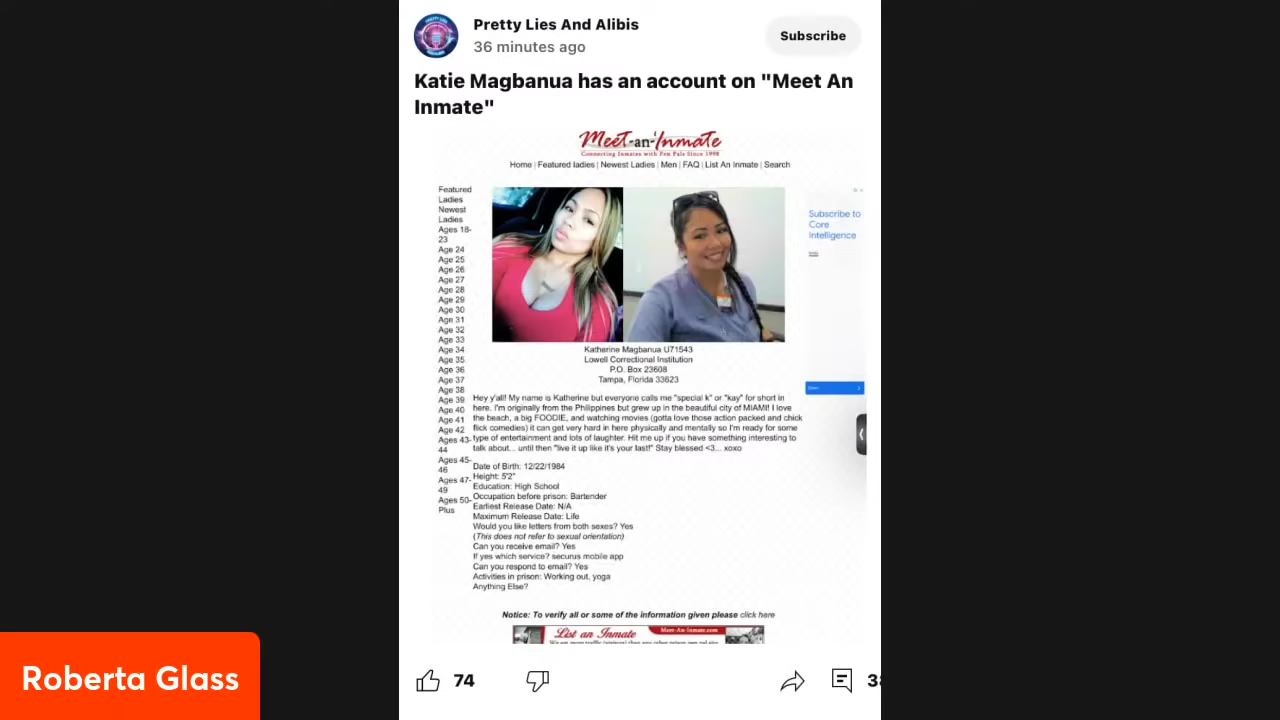 Pretty Lies And Alibis
36 minutes ago
Subscribe
Katie Magbanua has an account on "Meet An
Inmate"
Meet-an-Inmate
Connecting Inmates with Pen Pals Since 1998
Home | Featured ladies | Newest Ladies | Men | FAQ | List An Inmate | Search
Featured
Ladies
Newest
Ladies
Ages 18-
23
Age 24
Age 25
Age 26
Age 27
Age 28
Age 29
Age 30
Age 31
Age 32
Age 33
Age 34
Age 35
Age 36
Age 37
Age 38
Age 39
Age 40
Age 41
Age 42
Ages 43-
44
Ages 45-
46
Ages 47-
49
Ages 50-
Plus
Subscribe to
Core
Intelligence
Katherine Magbanua U71543
Lowell Correctional Institution
P.O. Box 23608
Tampa, Florida 33623
Hey y'all! My name is Katherine but everyone calls me "special k" or "kay" for short in
here. I'm originally from the Philippines but grew up in the beautiful city of MIAMI! I love
the beach, a big FOODIE, and watching movies (gotta love those action packed and chick
flick comedies) it can get very hard in here physically and mentally so I'm ready for some
type of entertainment and lots of laughter. Hit me up if you have something interesting to
talk about... until then "live it up like it's your last!" Stay blessed <3... xoxo
Date of Birth: 12/22/1984
Height: 5'2"
Education: High School
Occupation before prison: Bartender
Earliest Release Date: N/A
Maximum Release Date: Life
Would you like letters from both sexes? Yes
(This does not refer to sexual orientation)
Can you receive email? Yes
If yes which service? securus mobile app
Can you respond to email? Yes
Activities in prison: Working out, yoga
Anything Else?
Notice: To verify all or some of the information given please click here
List an Inmate
Meet-An-Inmate.com
74
Roberta Glass